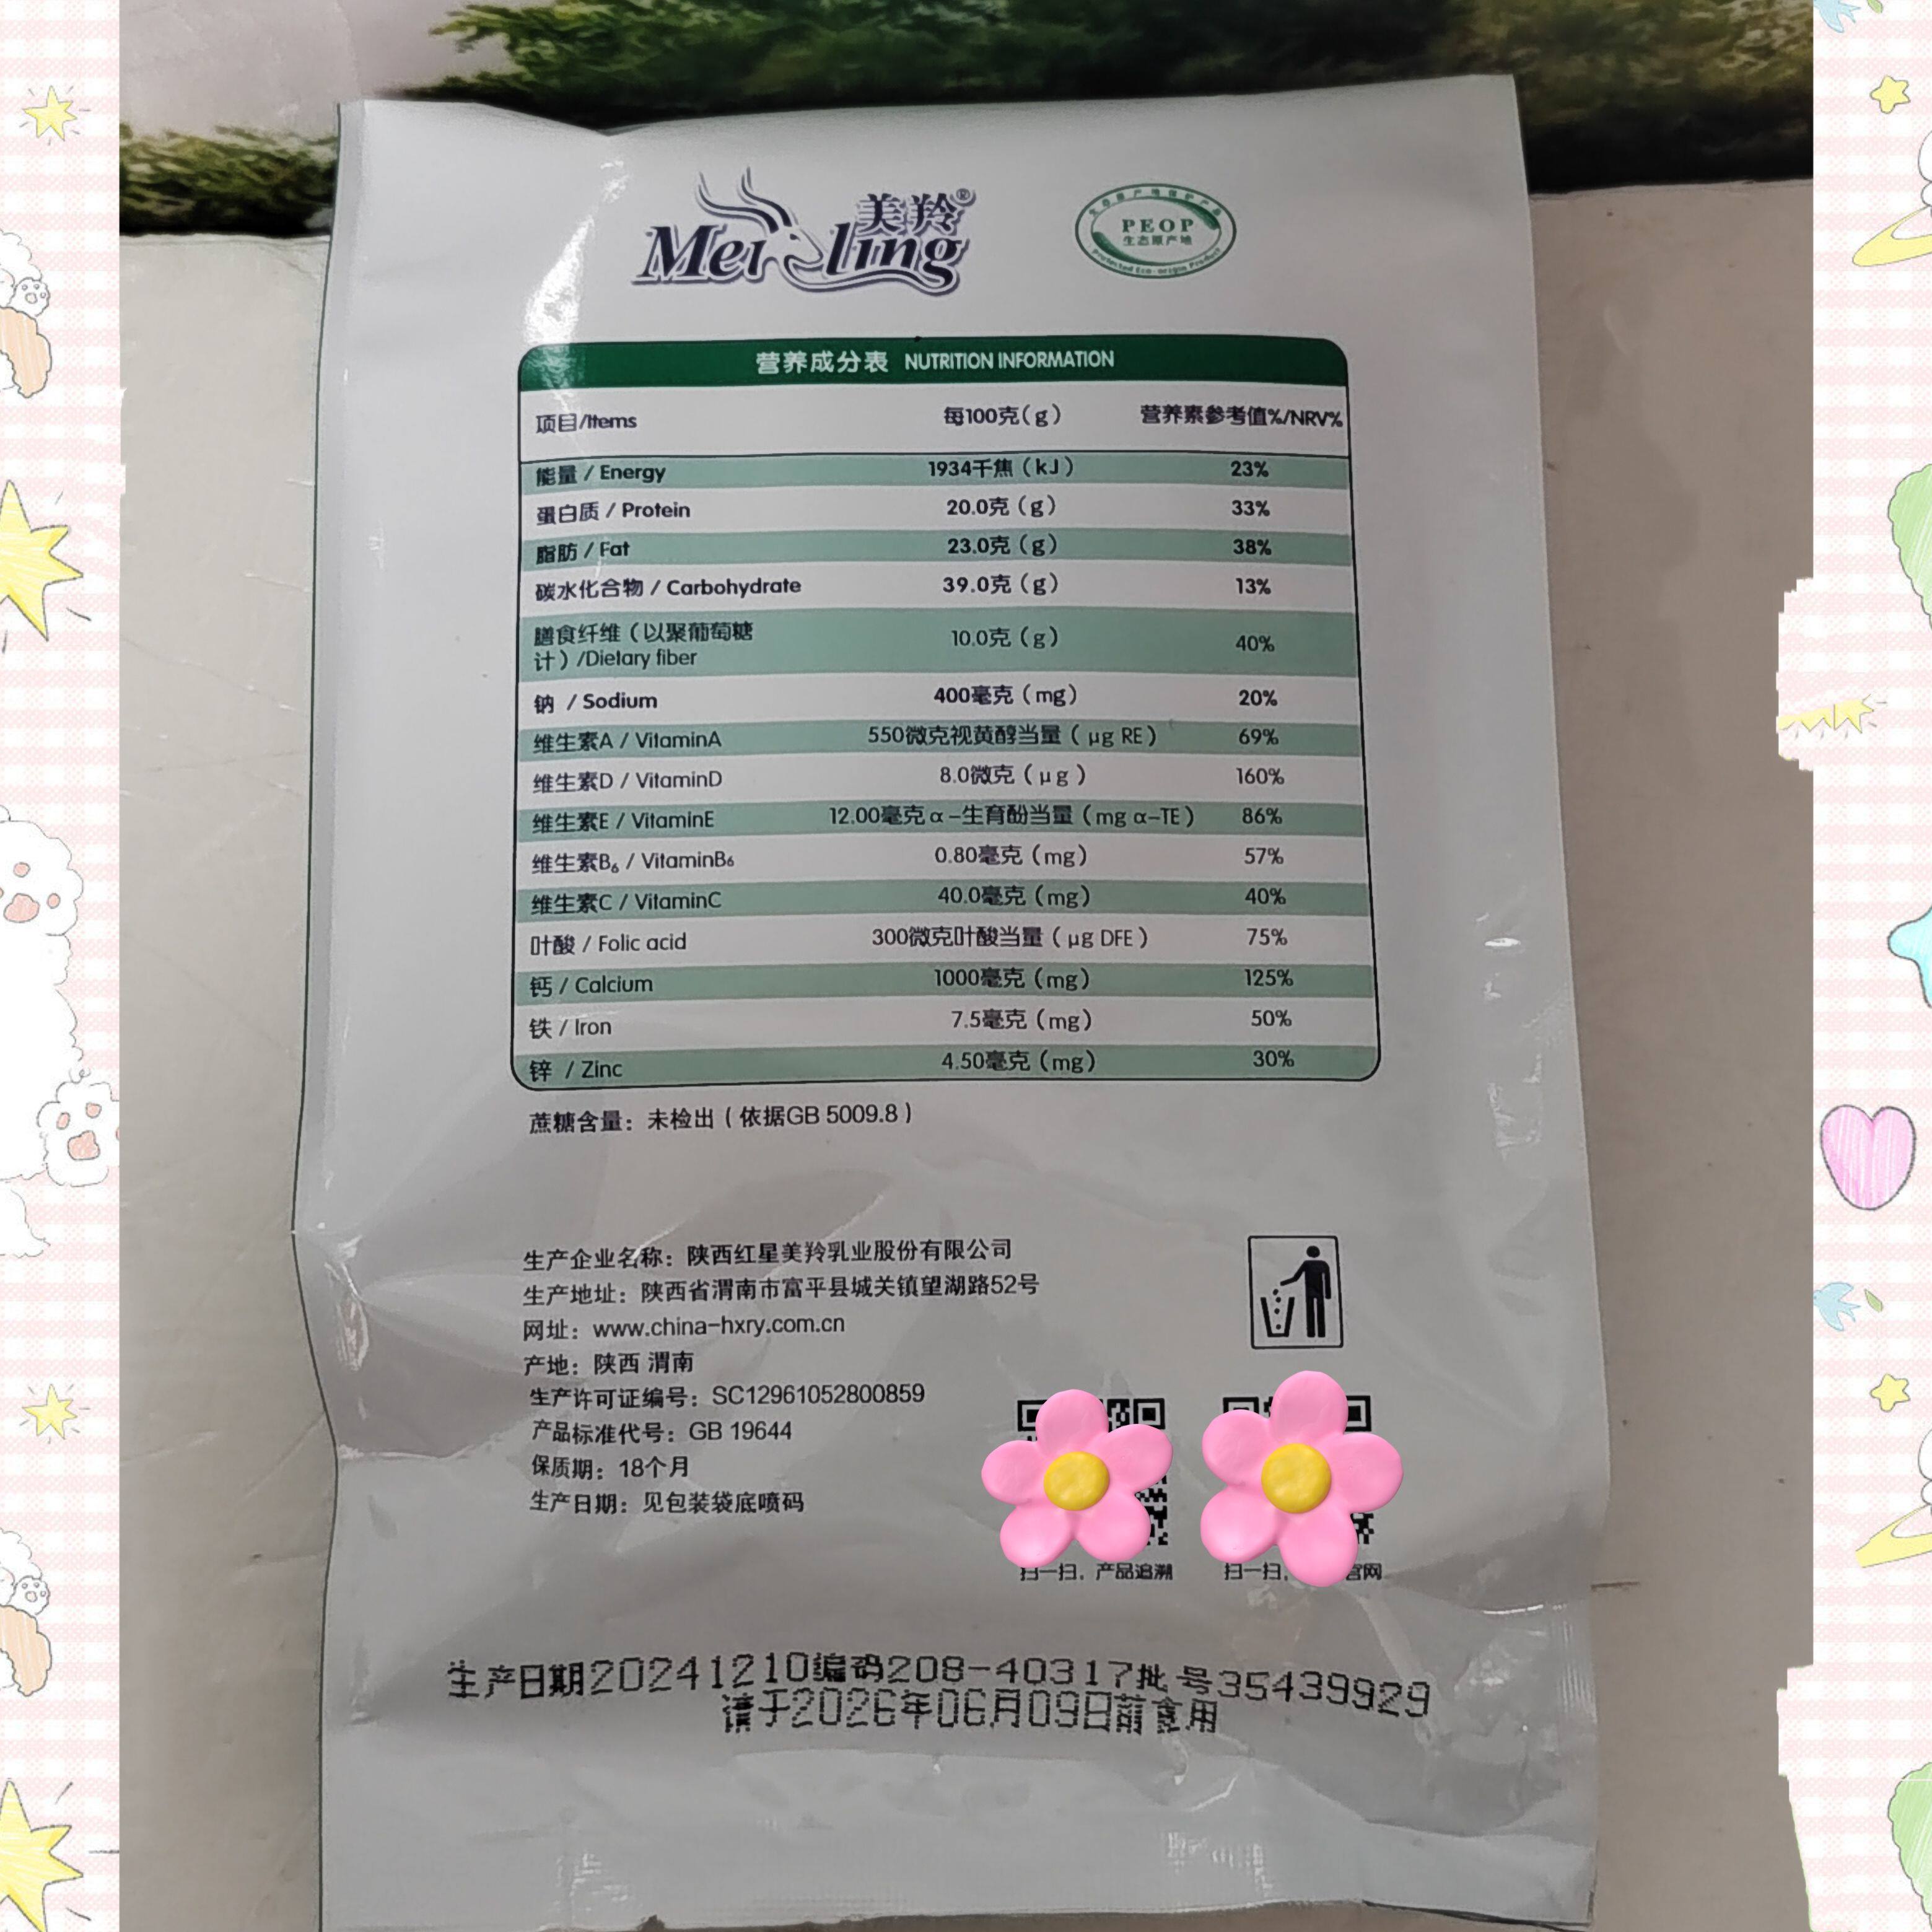 美羚®
Meiling
生态原产地保护产品
PEOP
生态原产地
Protected Eco-origin Product
营养成分表 NUTRITION INFORMATION
项目/Items 每100克(g) 营养素参考值%/NRV%
能量 / Energy 1934千焦(kJ) 23%
蛋白质 / Protein 20.0克(g) 33%
脂肪 / Fat 23.0克(g) 38%
碳水化合物 / Carbohydrate 39.0克(g) 13%
膳食纤维(以聚葡萄糖
计)/Dietary fiber 10.0克(g) 40%
钠 / Sodium 400毫克(mg) 20%
维生素A / VitaminA 550微克视黄醇当量(μg RE) 69%
维生素D / VitaminD 8.0微克(μg) 160%
维生素E / VitaminE 12.00毫克α-生育酚当量(mg α-TE) 86%
维生素B₆ / VitaminB₆ 0.80毫克(mg) 57%
维生素C / VitaminC 40.0毫克(mg) 40%
叶酸 / Folic acid 300微克叶酸当量(μg DFE) 75%
钙 / Calcium 1000毫克(mg) 125%
铁 / Iron 7.5毫克(mg) 50%
锌 / Zinc 4.50毫克(mg) 30%
蔗糖含量：未检出(依据GB 5009.8)
生产企业名称：陕西红星美羚乳业股份有限公司
生产地址：陕西省渭南市富平县城关镇望湖路52号
网址：www.china-hxry.com.cn
产地：陕西 渭南
生产许可证编号：SC12961052800859
产品标准代号：GB 19644
保质期：18个月
生产日期：见包装袋底喷码
扫一扫，产品追溯
扫一扫， 官网
生产日期20241210编码208-40317批号35439929
请于2026年06月09日前食用